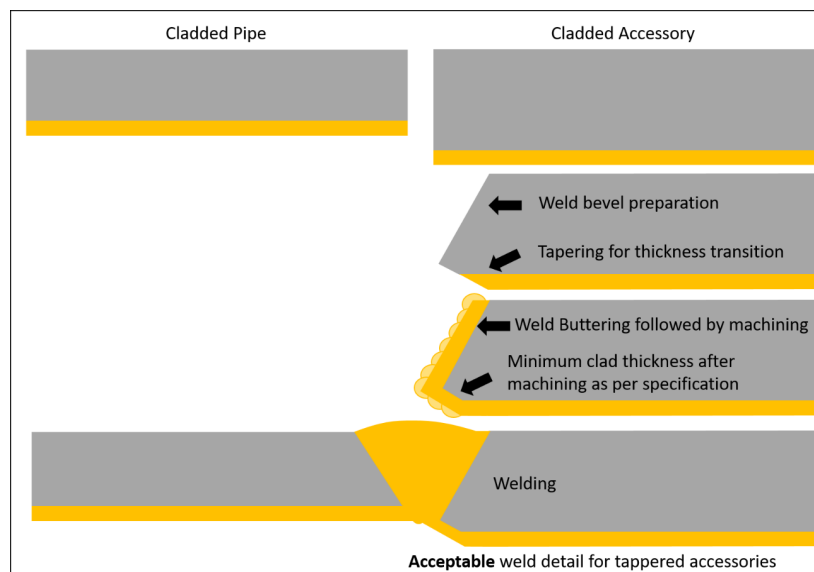 Cladded Pipe
Cladded Accessory
Weld bevel preparation
Tapering for thickness transition
Weld Buttering followed by machining
Minimum clad thickness after
machining as per specification
Welding
Acceptable weld detail for tappered accessories